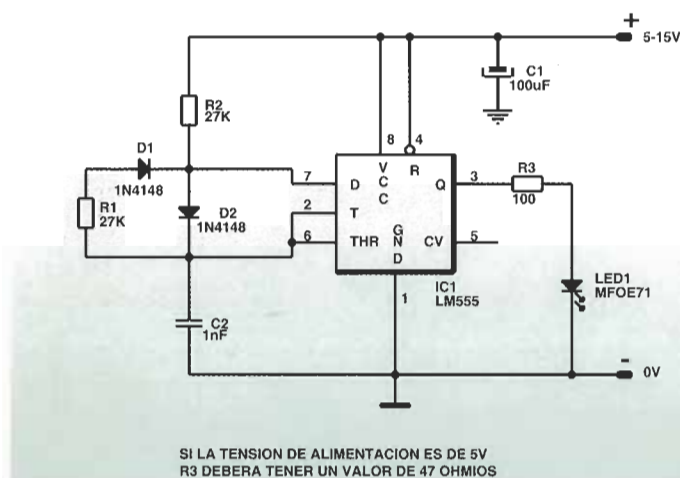 +
5-15V
C1
100uF
R2
27K
8
4
D1
V
C
C
R
3
R3
7
D
Q
1N4148
100
R1
27K
2
T
D2
1N4148
G
N
D
6
THR
CV
5
IC1
LM555
LED1
MFOE71
1
C2
1nF
-
0V
SI LA TENSION DE ALIMENTACION ES DE 5V
R3 DEBERA TENER UN VALOR DE 47 OHMIOS